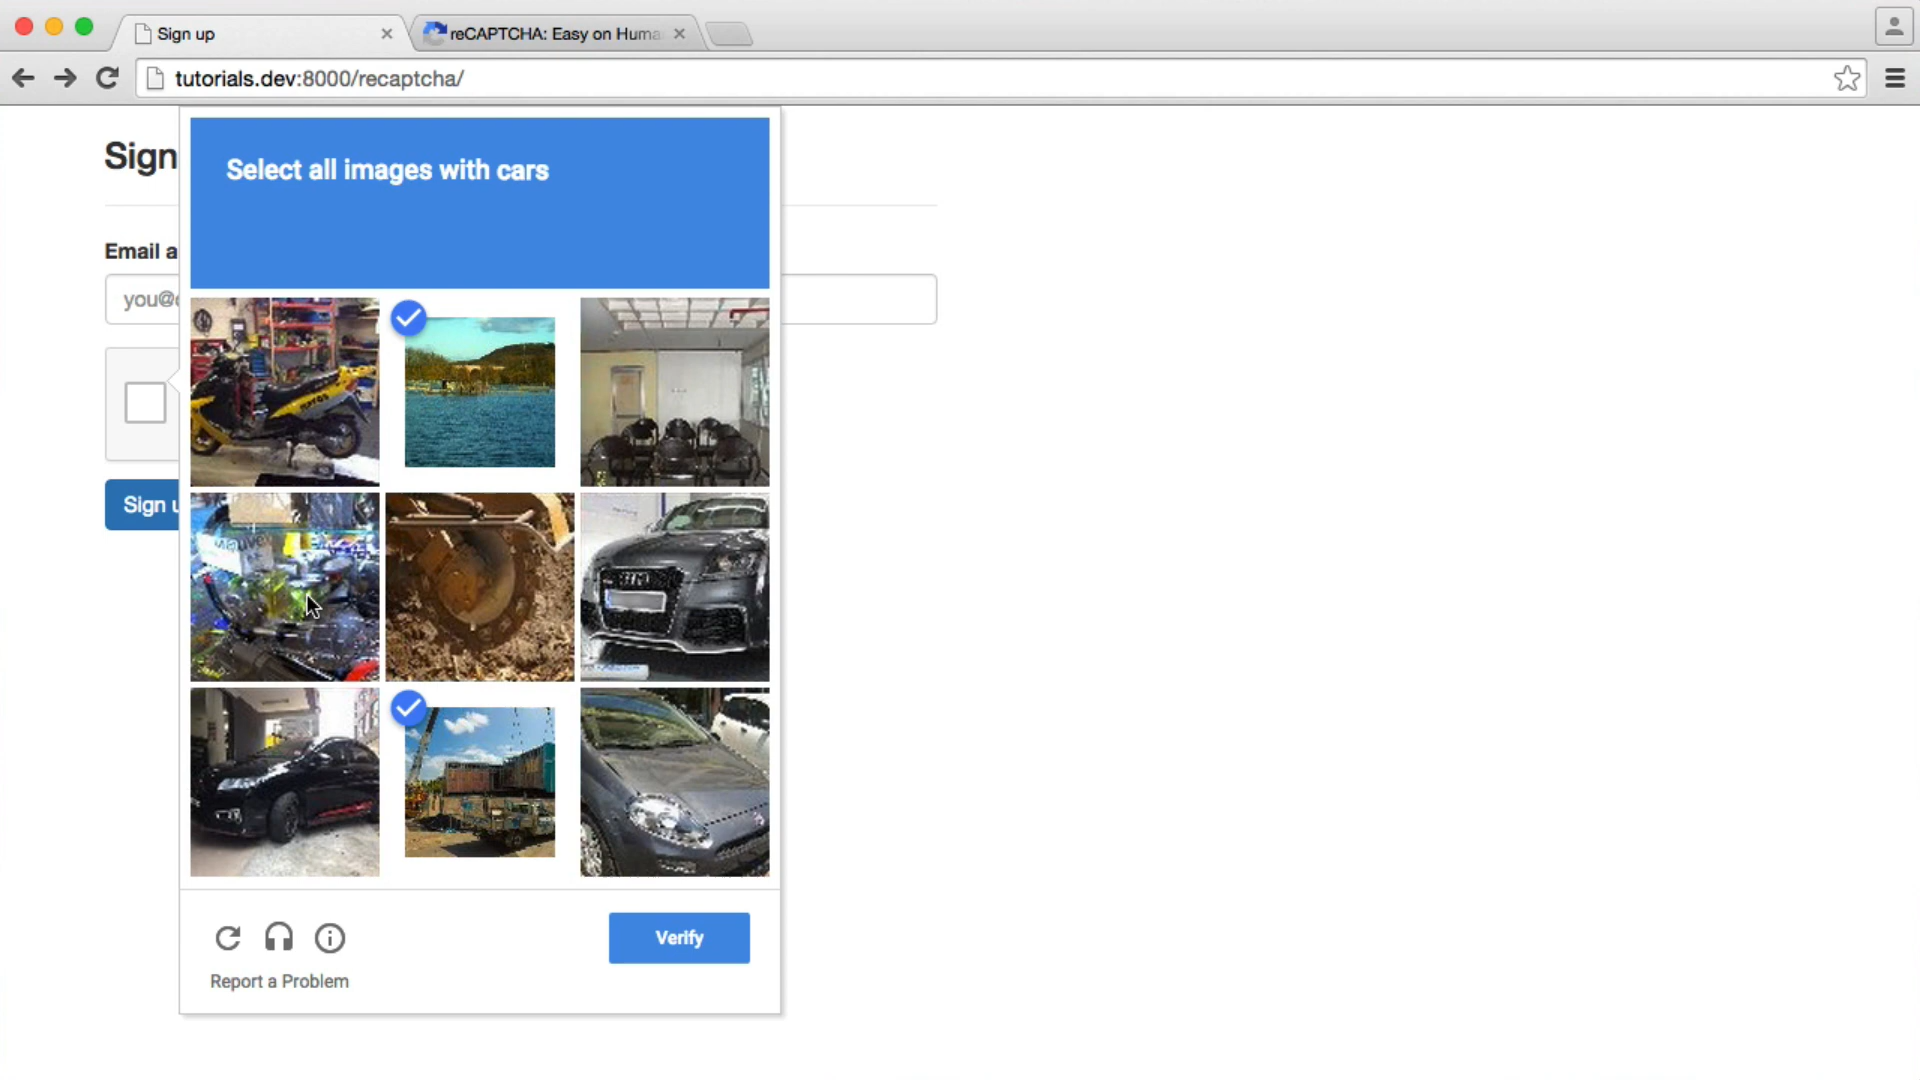 Sign up
reCAPTCHA: Easy on Huma
tutorials.dev:8000/recaptcha/
Sign
Select all images with cars
Email a
you@
Sign u
Verify
Report a Problem